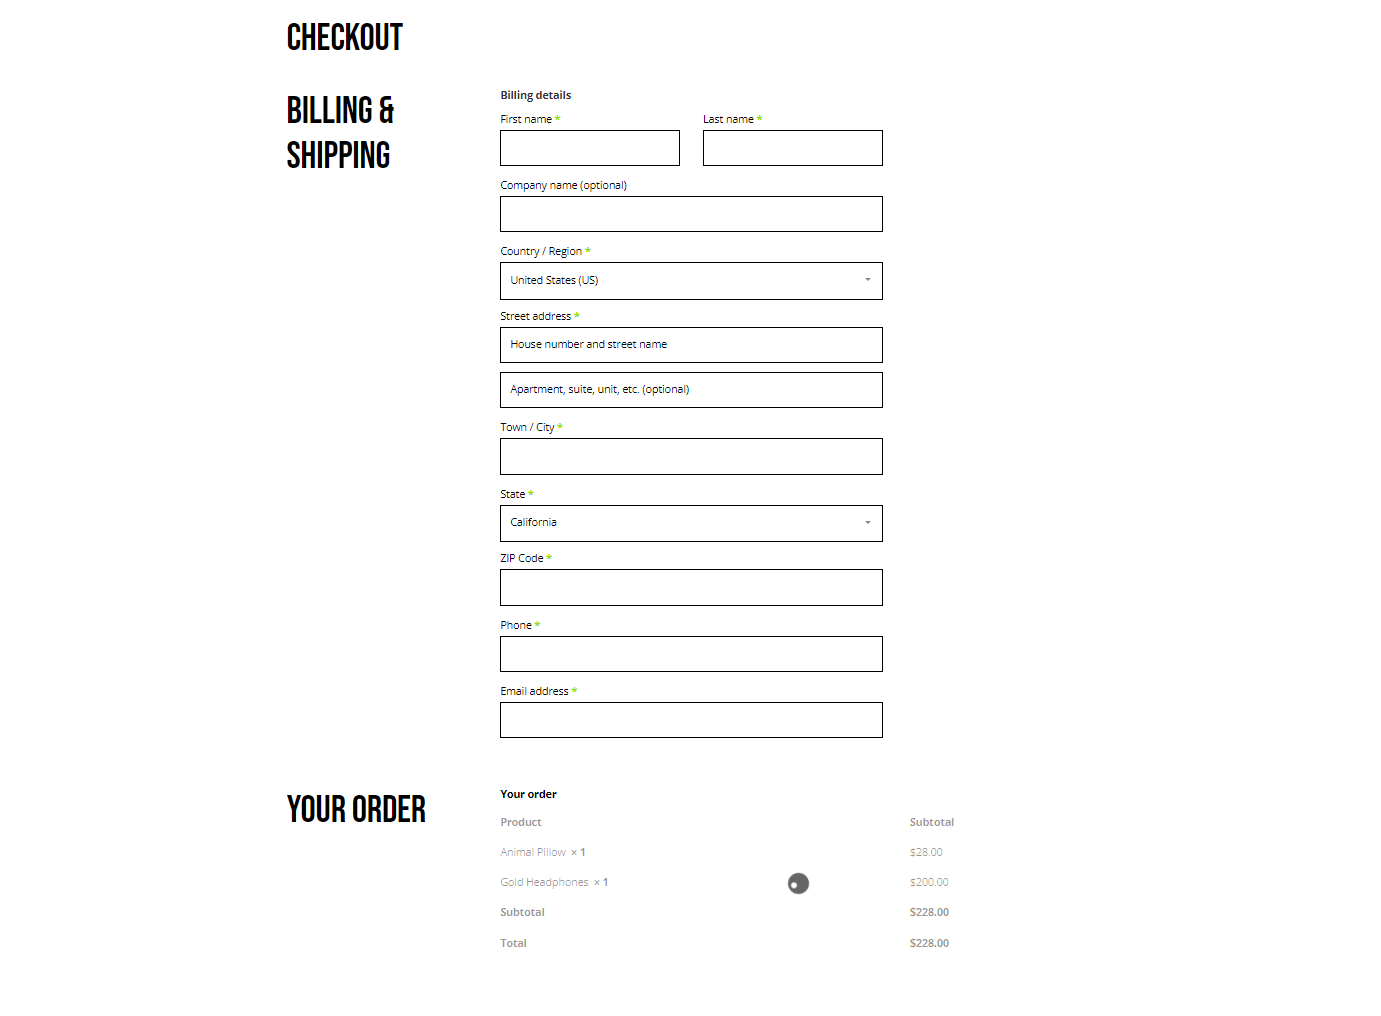 CHECKOUT
BILLING &
SHIPPING
Billing details
First name *
Last name *
Company name (optional)
Country / Region *
United States (US)
Street address *
House number and street name
Apartment, suite, unit, etc. (optional)
Town / City *
State *
California
ZIP Code *
Phone *
Email address *
YOUR ORDER
Your order
Product Subtotal
Animal Pillow × 1 $28.00
Gold Headphones × 1 $200.00
Subtotal $228.00
Total $228.00